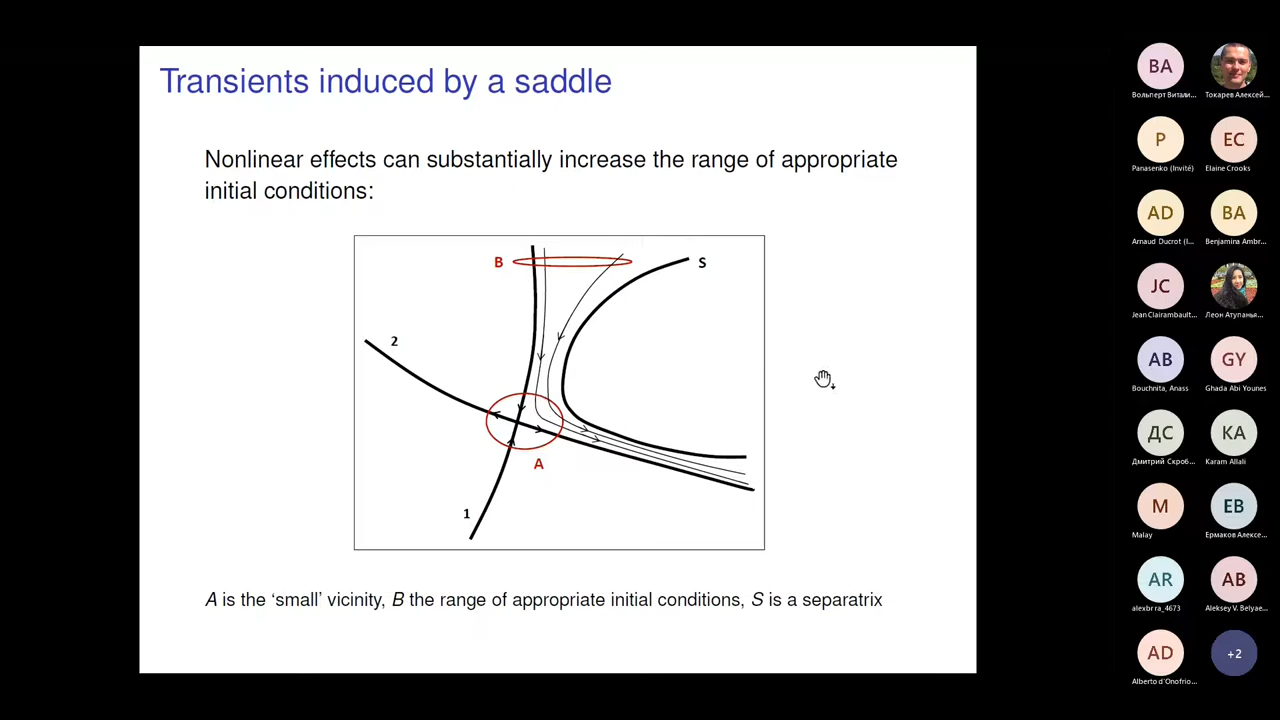 Transients induced by a saddle
Nonlinear effects can substantially increase the range of appropriate
initial conditions:
B
S
2
A
1
A is the ‘small’ vicinity, B the range of appropriate initial conditions, S is a separatrix
BA
Вольперт Витали...
Токарев Алексей...
P
Panasenko (Invité)
EC
Elaine Crooks
AD
Arnaud Ducrot (I...
BA
Benjamina Ambr...
JC
Jean Clairambault...
Леон Атупанья...
AB
Bouchnita, Anass
GY
Ghada Abi Younes
ДС
Дмитрий Скроб...
KA
Karam Allali
M
Malay
EB
Ермаков Алексе...
AR
alexbr ra_4673
AB
Aleksey V. Belyae...
AD
Alberto d'Onofrio...
+2